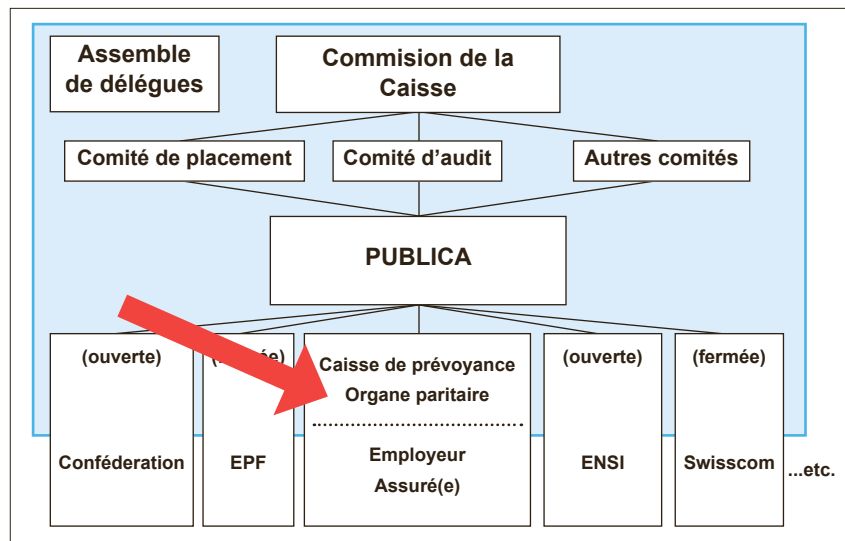 Assemble
de délégues
Commision de la
Caisse
Comité de placement
Comité d'audit
Autres comités
PUBLICA
(ouverte)
Caisse de prévoyance
Organe paritaire
(ouverte)
(fermée)
Conféderation
EPF
Employeur
Assuré(e)
ENSI
Swisscom
...etc.